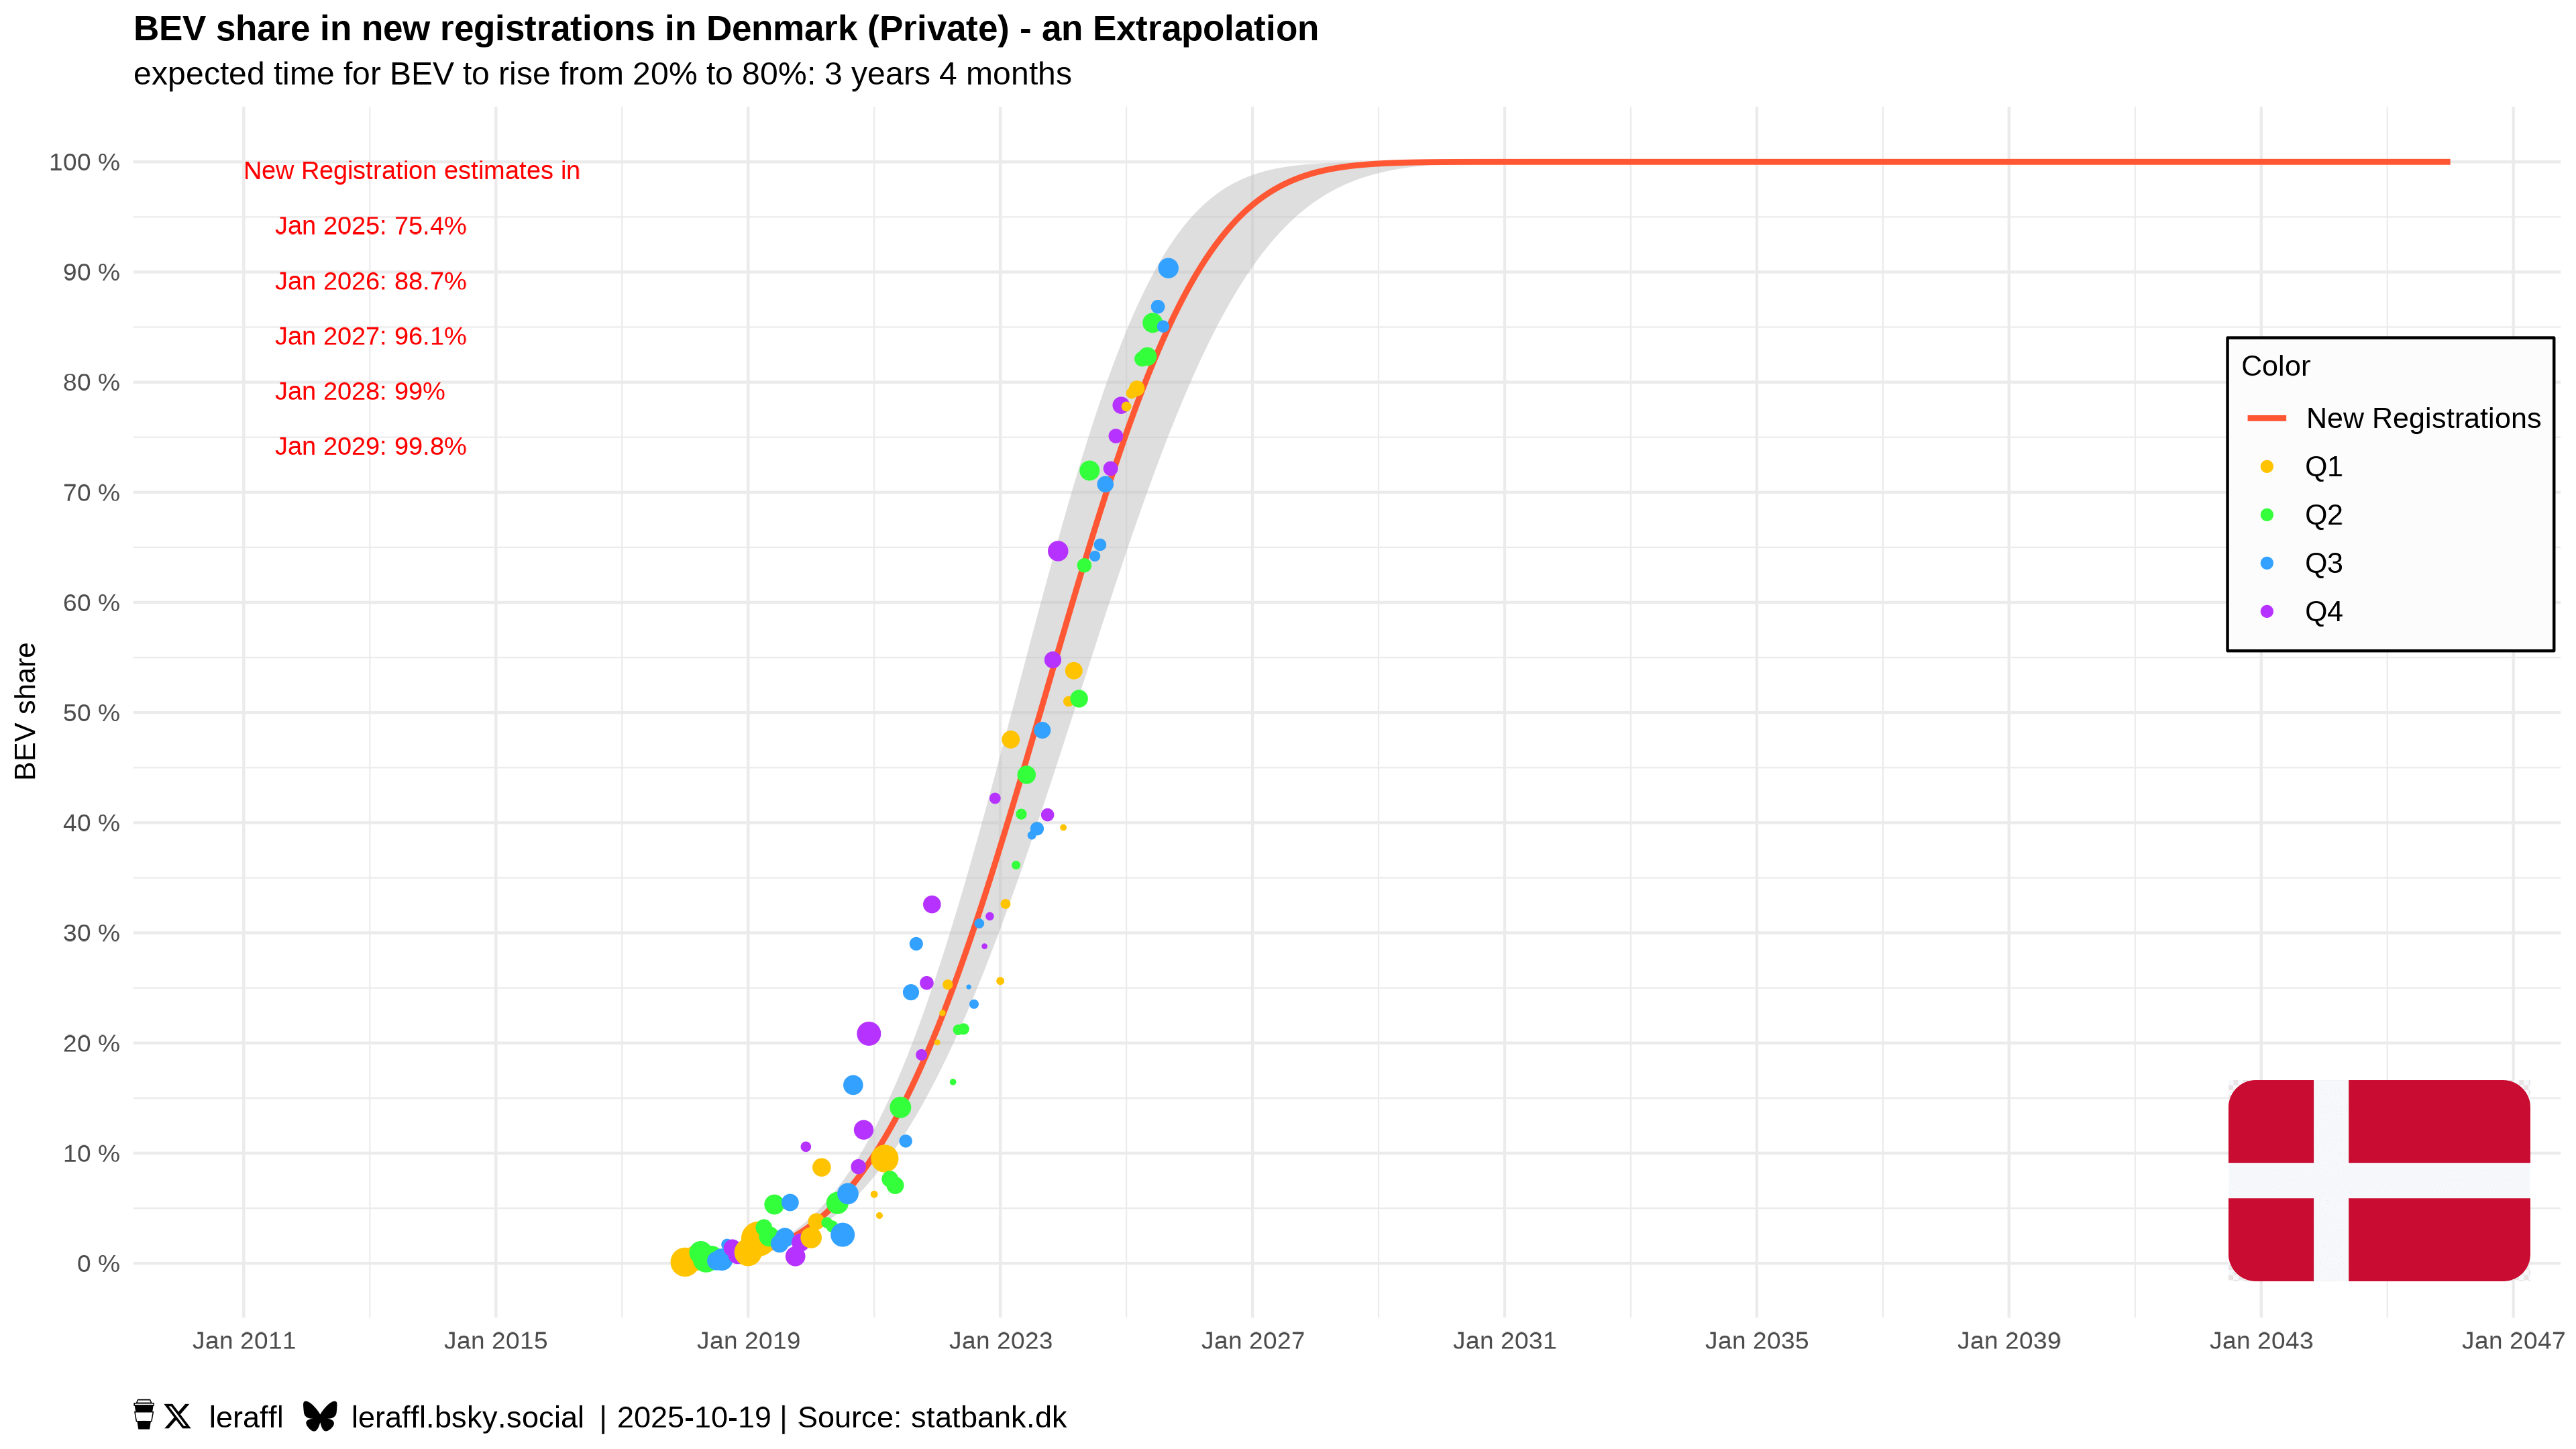 BEV share in new registrations in Denmark (Private) - an Extrapolation
expected time for BEV to rise from 20% to 80%: 3 years 4 months
BEV share
100 %
90 %
80 %
70 %
60 %
50 %
40 %
30 %
20 %
10 %
0 %
New Registration estimates in
Jan 2025: 75.4%
Jan 2026: 88.7%
Jan 2027: 96.1%
Jan 2028: 99%
Jan 2029: 99.8%
Color
New Registrations
Q1
Q2
Q3
Q4
Jan 2011 Jan 2015 Jan 2019 Jan 2023 Jan 2027 Jan 2031 Jan 2035 Jan 2039 Jan 2043 Jan 2047
leraffl leraffl.bsky.social | 2025-10-19 | Source: statbank.dk